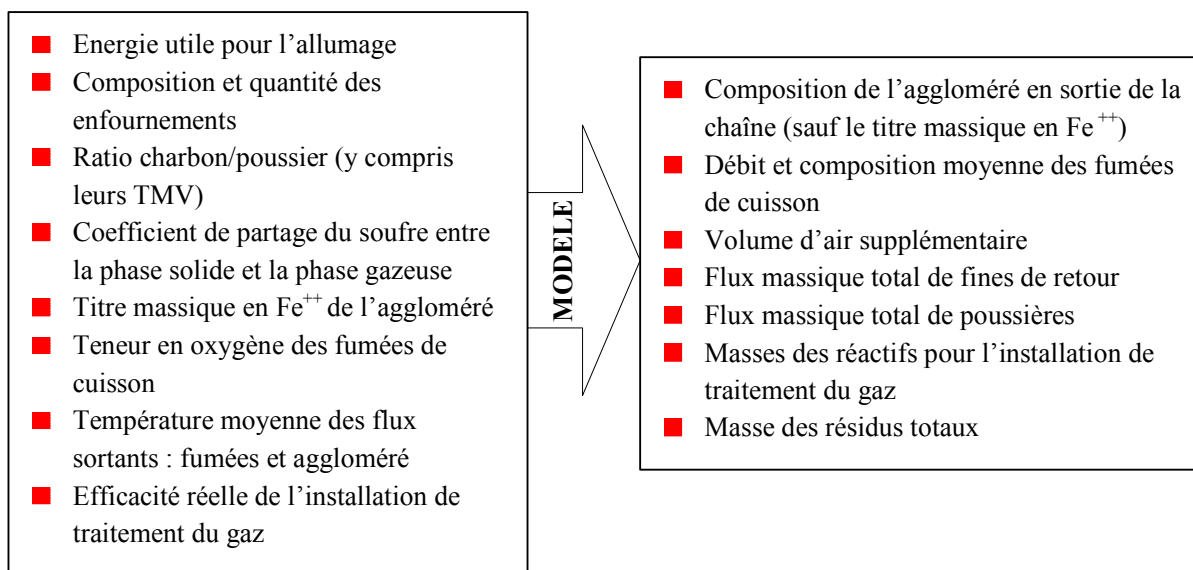 Energie utile pour l'allumage
Composition et quantité des
enfournements
Ratio charbon/poussier (y compris
leurs TMV)
Coefficient de partage du soufre entre
la phase solide et la phase gazeuse
Titre massique en Fe++ de l'aggloméré
Teneur en oxygène des fumées de
cuisson
Température moyenne des flux
sortants : fumées et aggloméré
Efficacité réelle de l'installation de
traitement du gaz
MODELE
Composition de l'aggloméré en sortie de la
chaîne (sauf le titre massique en Fe++)
Débit et composition moyenne des fumées
de cuisson
Volume d'air supplémentaire
Flux massique total de fines de retour
Flux massique total de poussières
Masses des réactifs pour l'installation de
traitement du gaz
Masse des résidus totaux